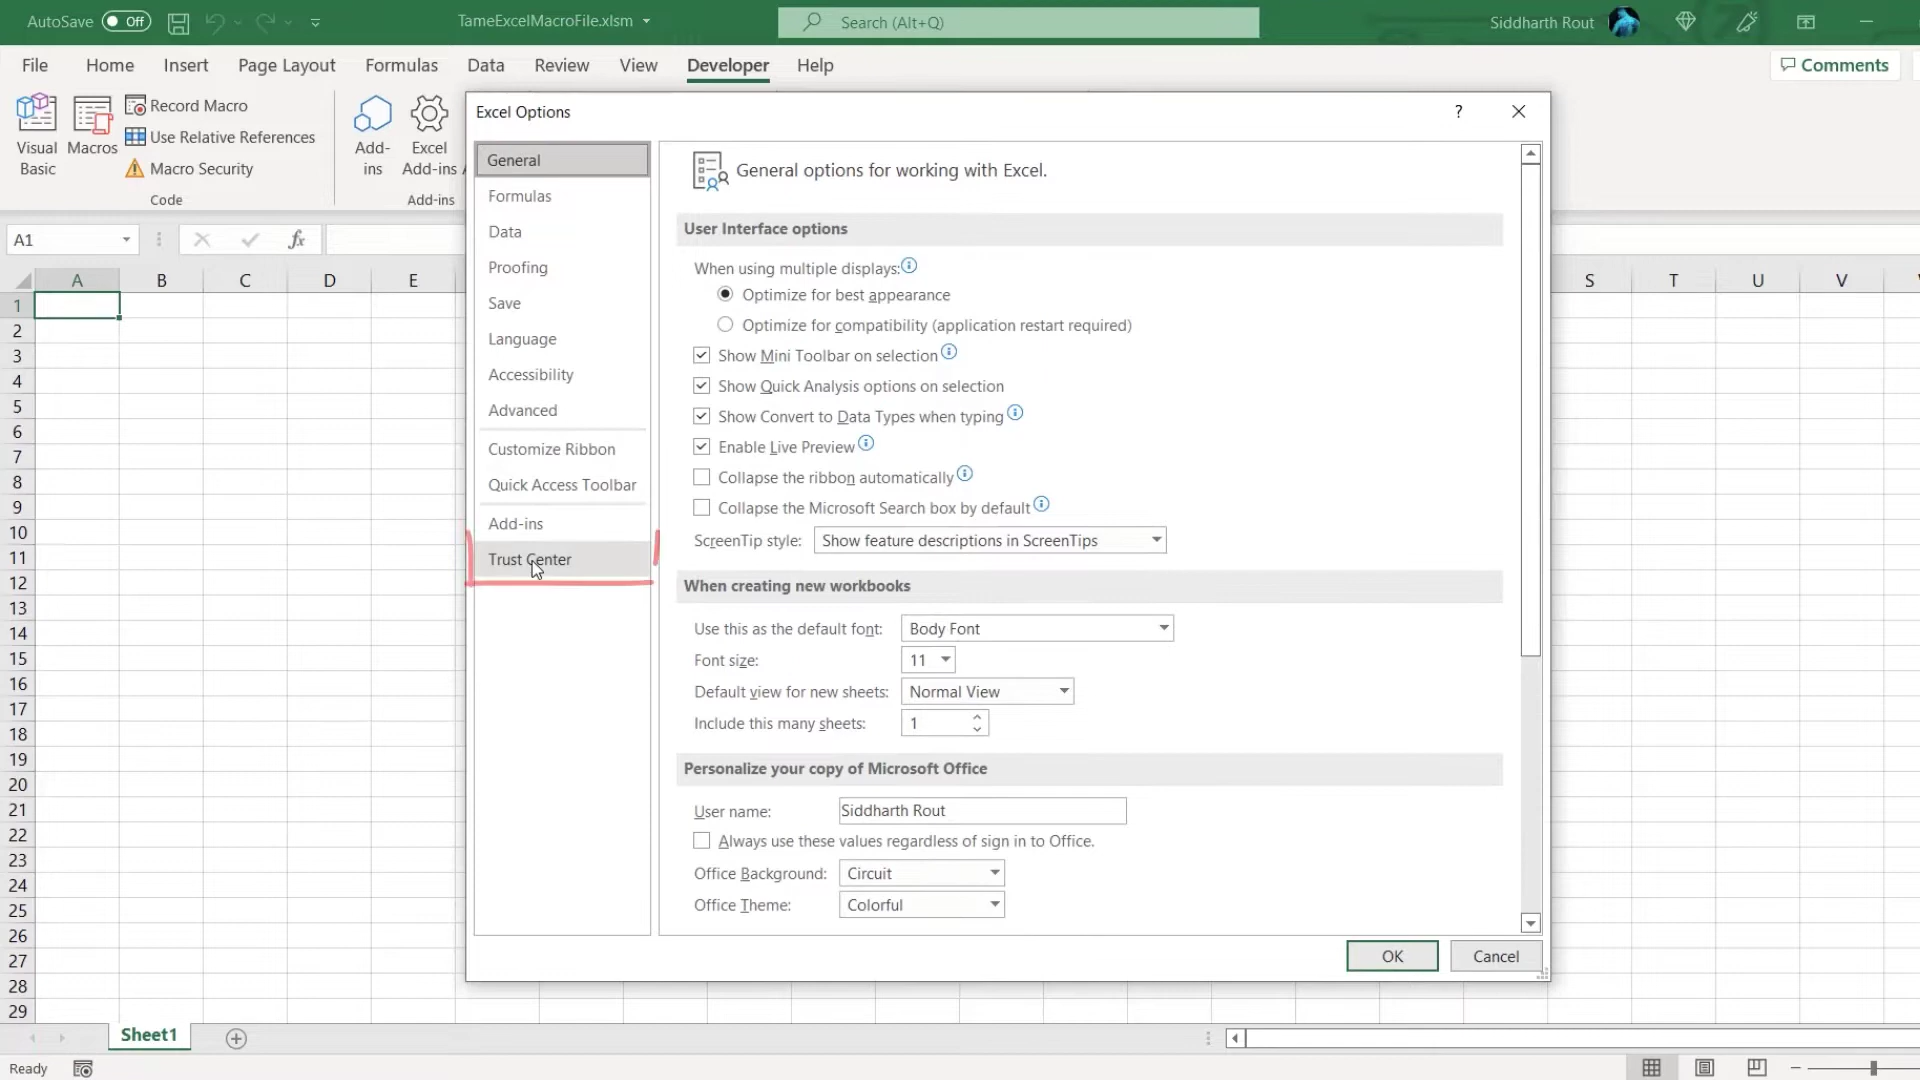 AutoSave Off TameExcelMacroFile.xlsm Search (Alt+Q) Siddharth Rout
File Home Insert Page Layout Formulas Data Review View Developer Help Comments
Visual Basic
Macros
Record Macro
Use Relative References
Macro Security
Code
Add-ins
Excel Add-ins
Add-ins
A1
fx
A B C D E S T U V
1
2
3
4
5
6
7
8
9
10
11
12
13
14
15
16
17
18
19
20
21
22
23
24
25
26
27
28
29
Excel Options ?
General
Formulas
Data
Proofing
Save
Language
Accessibility
Advanced
Customize Ribbon
Quick Access Toolbar
Add-ins
Trust Center
General options for working with Excel.
User Interface options
When using multiple displays:
Optimize for best appearance
Optimize for compatibility (application restart required)
Show Mini Toolbar on selection
Show Quick Analysis options on selection
Show Convert to Data Types when typing
Enable Live Preview
Collapse the ribbon automatically
Collapse the Microsoft Search box by default
ScreenTip style: Show feature descriptions in ScreenTips
When creating new workbooks
Use this as the default font: Body Font
Font size: 11
Default view for new sheets: Normal View
Include this many sheets: 1
Personalize your copy of Microsoft Office
User name: Siddharth Rout
Always use these values regardless of sign in to Office.
Office Background: Circuit
Office Theme: Colorful
OK Cancel
Sheet1
Ready